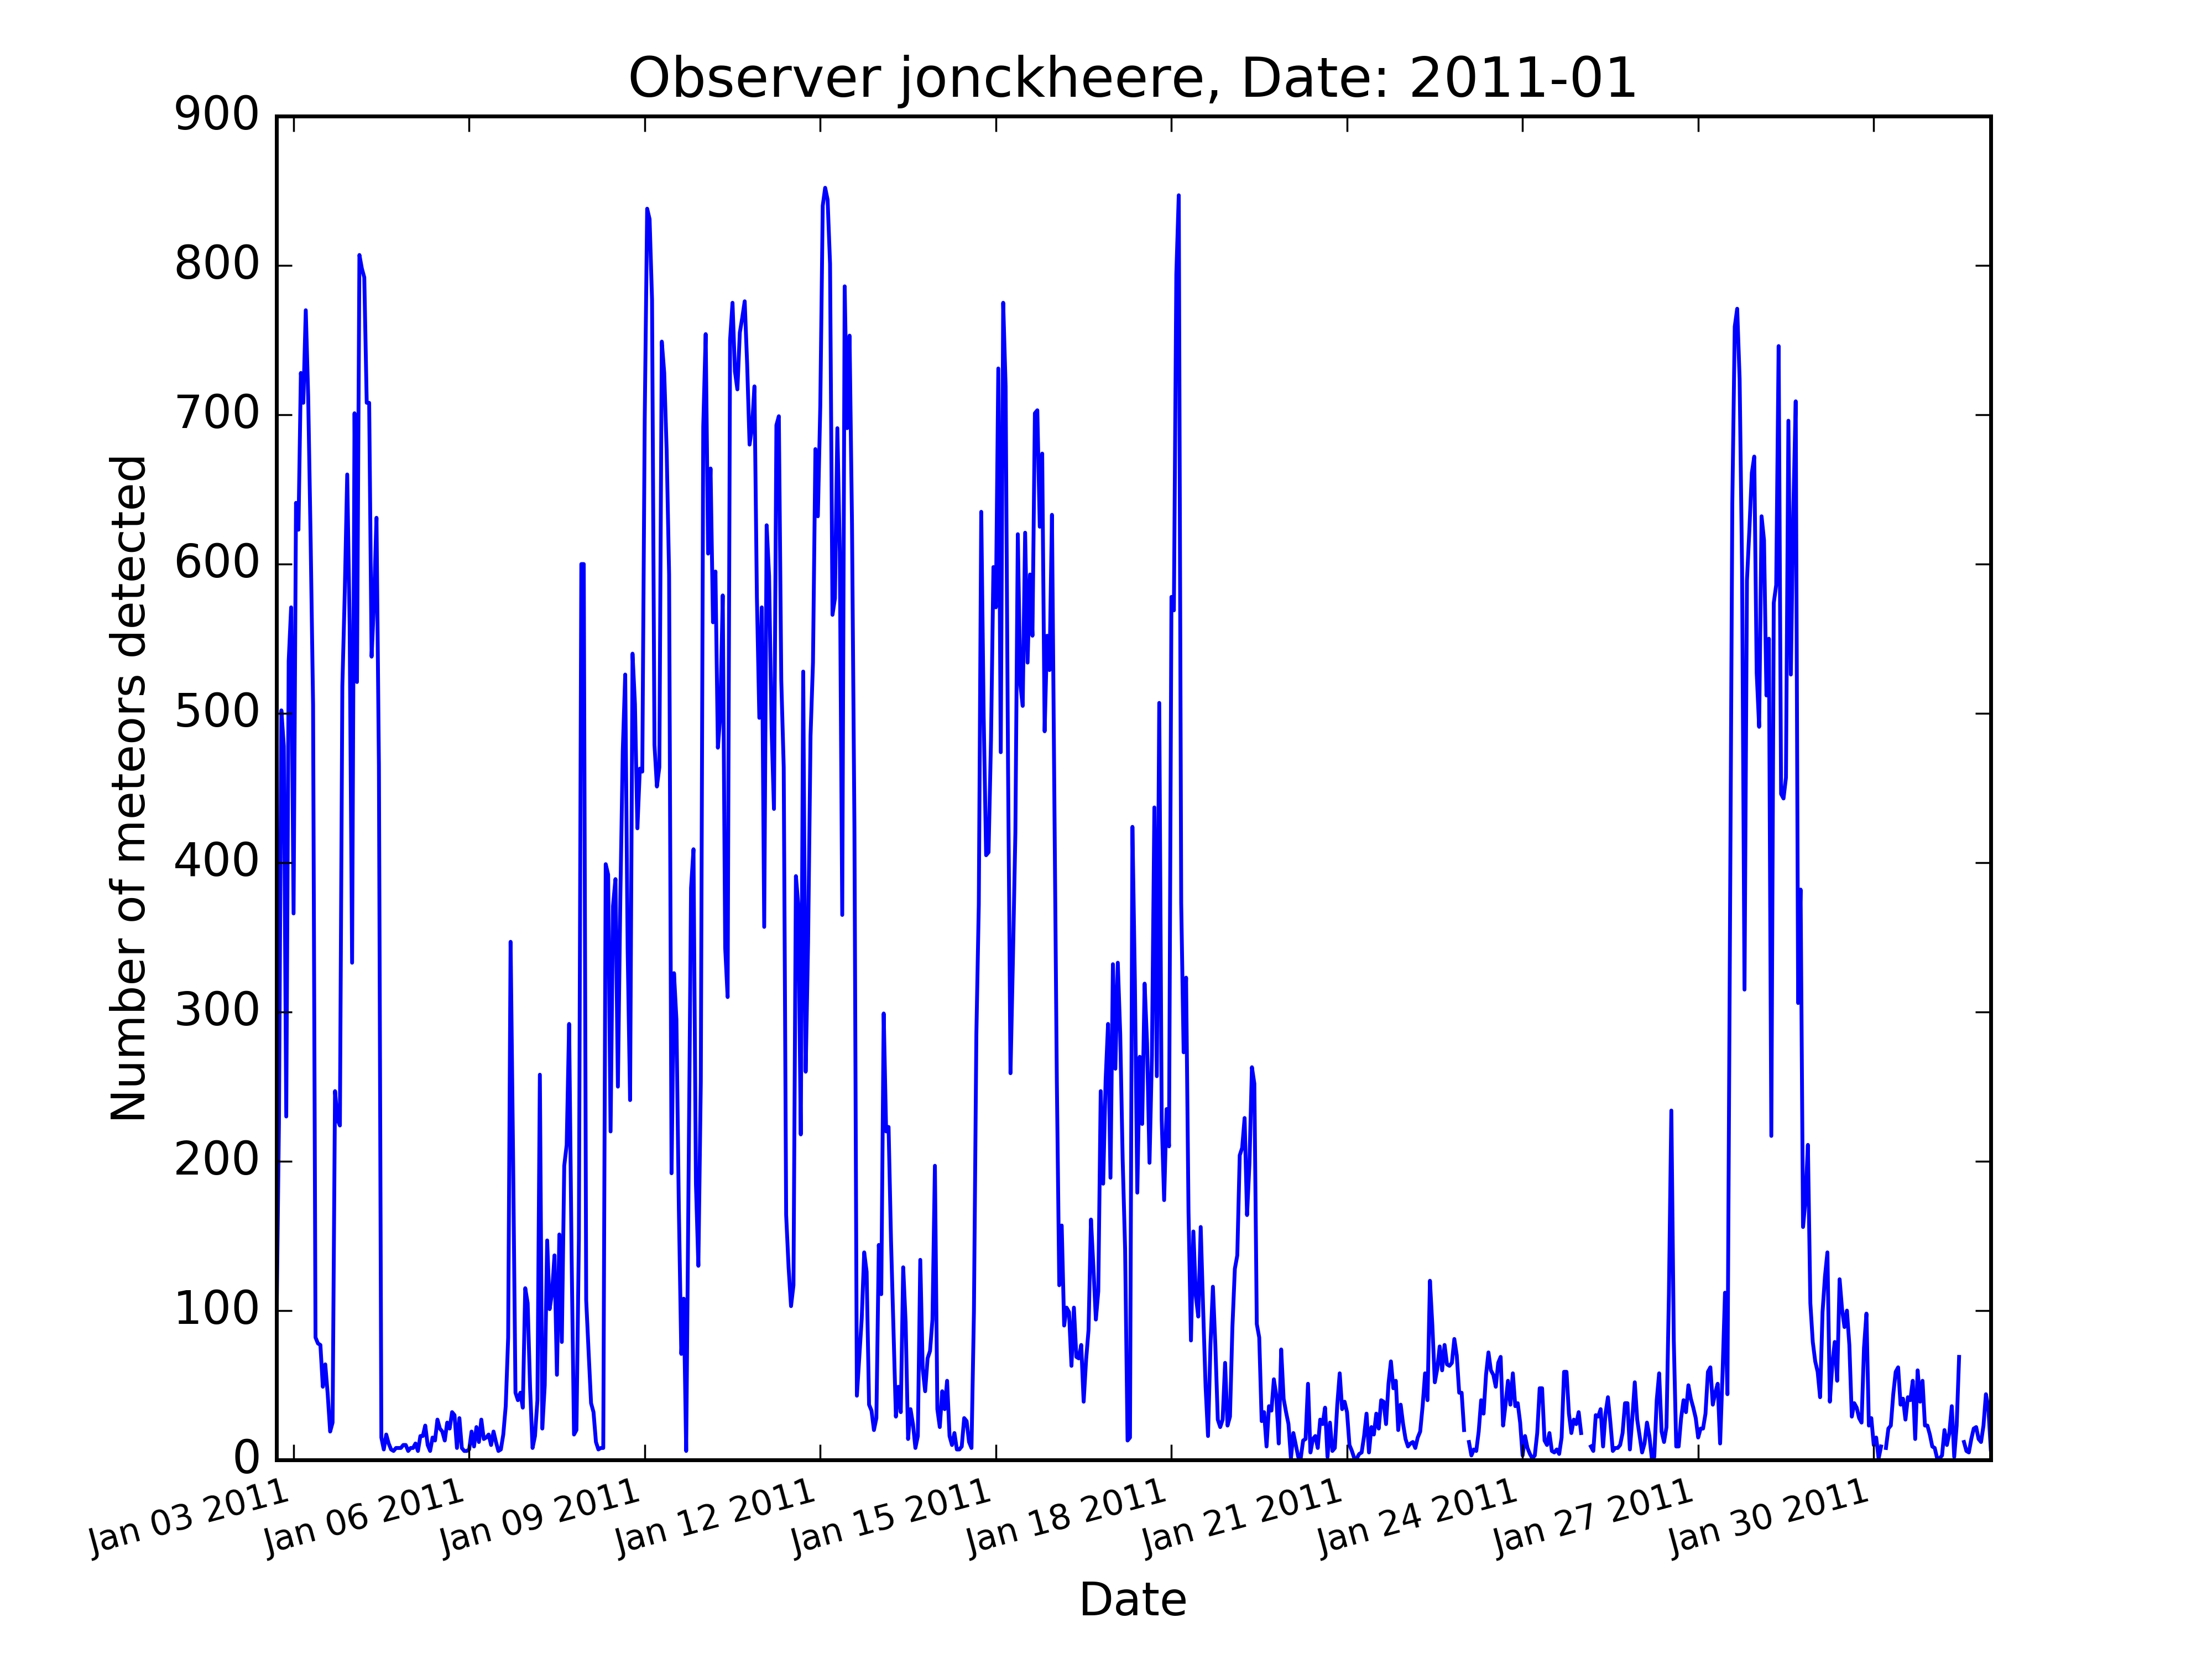 Observer jonckheere, Date: 2011-01
Number of meteors detected
900
800
700
600
500
400
300
200
100
0
Jan 03 2011
Jan 06 2011
Jan 09 2011
Jan 12 2011
Jan 15 2011
Jan 18 2011
Jan 21 2011
Jan 24 2011
Jan 27 2011
Jan 30 2011
Date